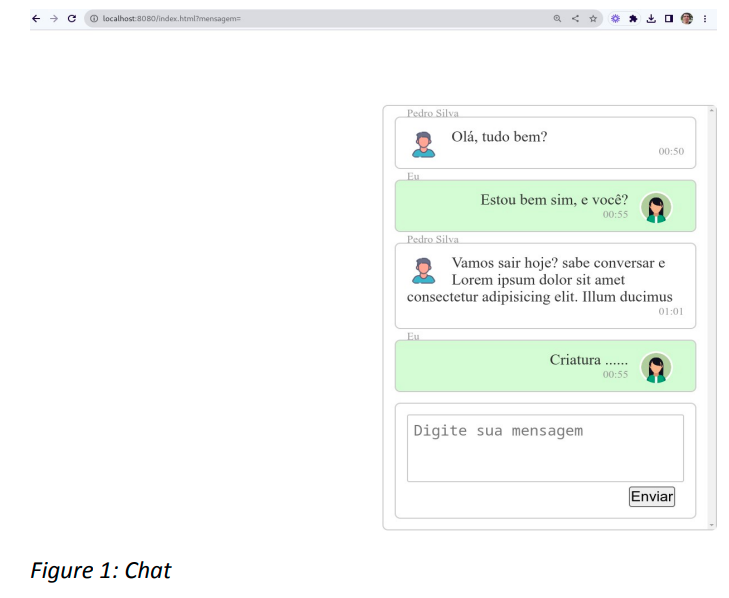 localhost:8080/index.html?mensagem=
Pedro Silva
Olá, tudo bem?
00:50
Eu
Estou bem sim, e você?
00:55
Pedro Silva
Vamos sair hoje? sabe conversar e
Lorem ipsum dolor sit amet
consectetur adipisicing elit. Illum ducimus
01:01
Eu
Criatura ......
00:55
Digite sua mensagem
Enviar
Figure 1: Chat